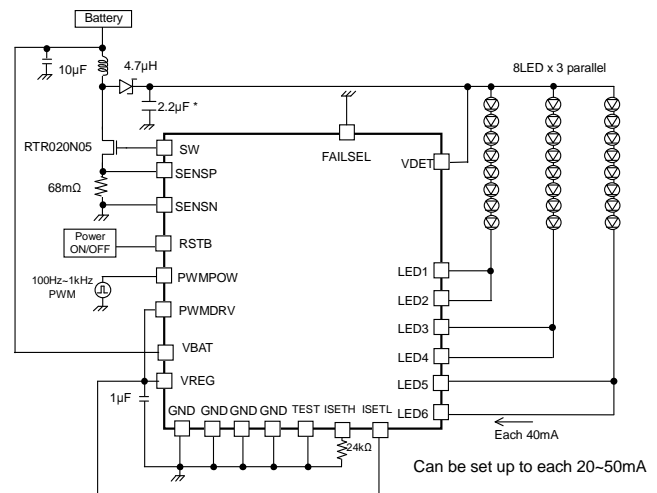 Battery
4.7µH
10µF
8LED x 3 parallel
2.2µF *
RTR020N05
SW
FAILSEL
VDET
SENSP
68mΩ
SENSN
Power
ON/OFF
RSTB
LED1
100Hz~1kHz
PWM
PWMPOW
LED2
PWMDRV
LED3
VBAT
LED4
VREG
LED5
1µF
GND GND GND GND TEST ISETH ISETL
LED6
24kΩ
Each 40mA
Can be set up to each 20~50mA